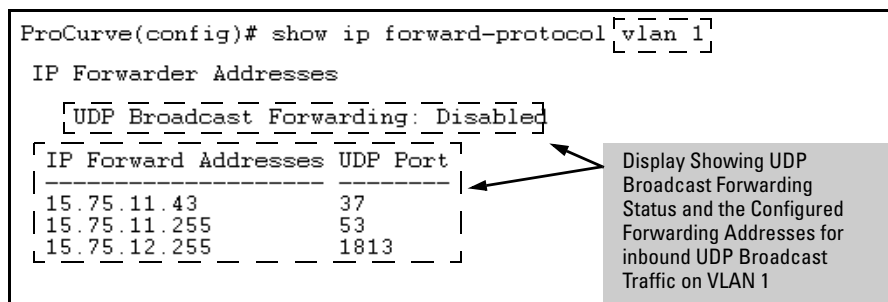 ProCurve(config)# show ip forward-protocol vlan 1
IP Forwarder Addresses
UDP Broadcast Forwarding: Disabled
IP Forward Addresses UDP Port
-------------------- --------
15.75.11.43 37
15.75.11.255 53
15.75.12.255 1813
Display Showing UDP
Broadcast Forwarding
Status and the Configured
Forwarding Addresses for
inbound UDP Broadcast
Traffic on VLAN 1